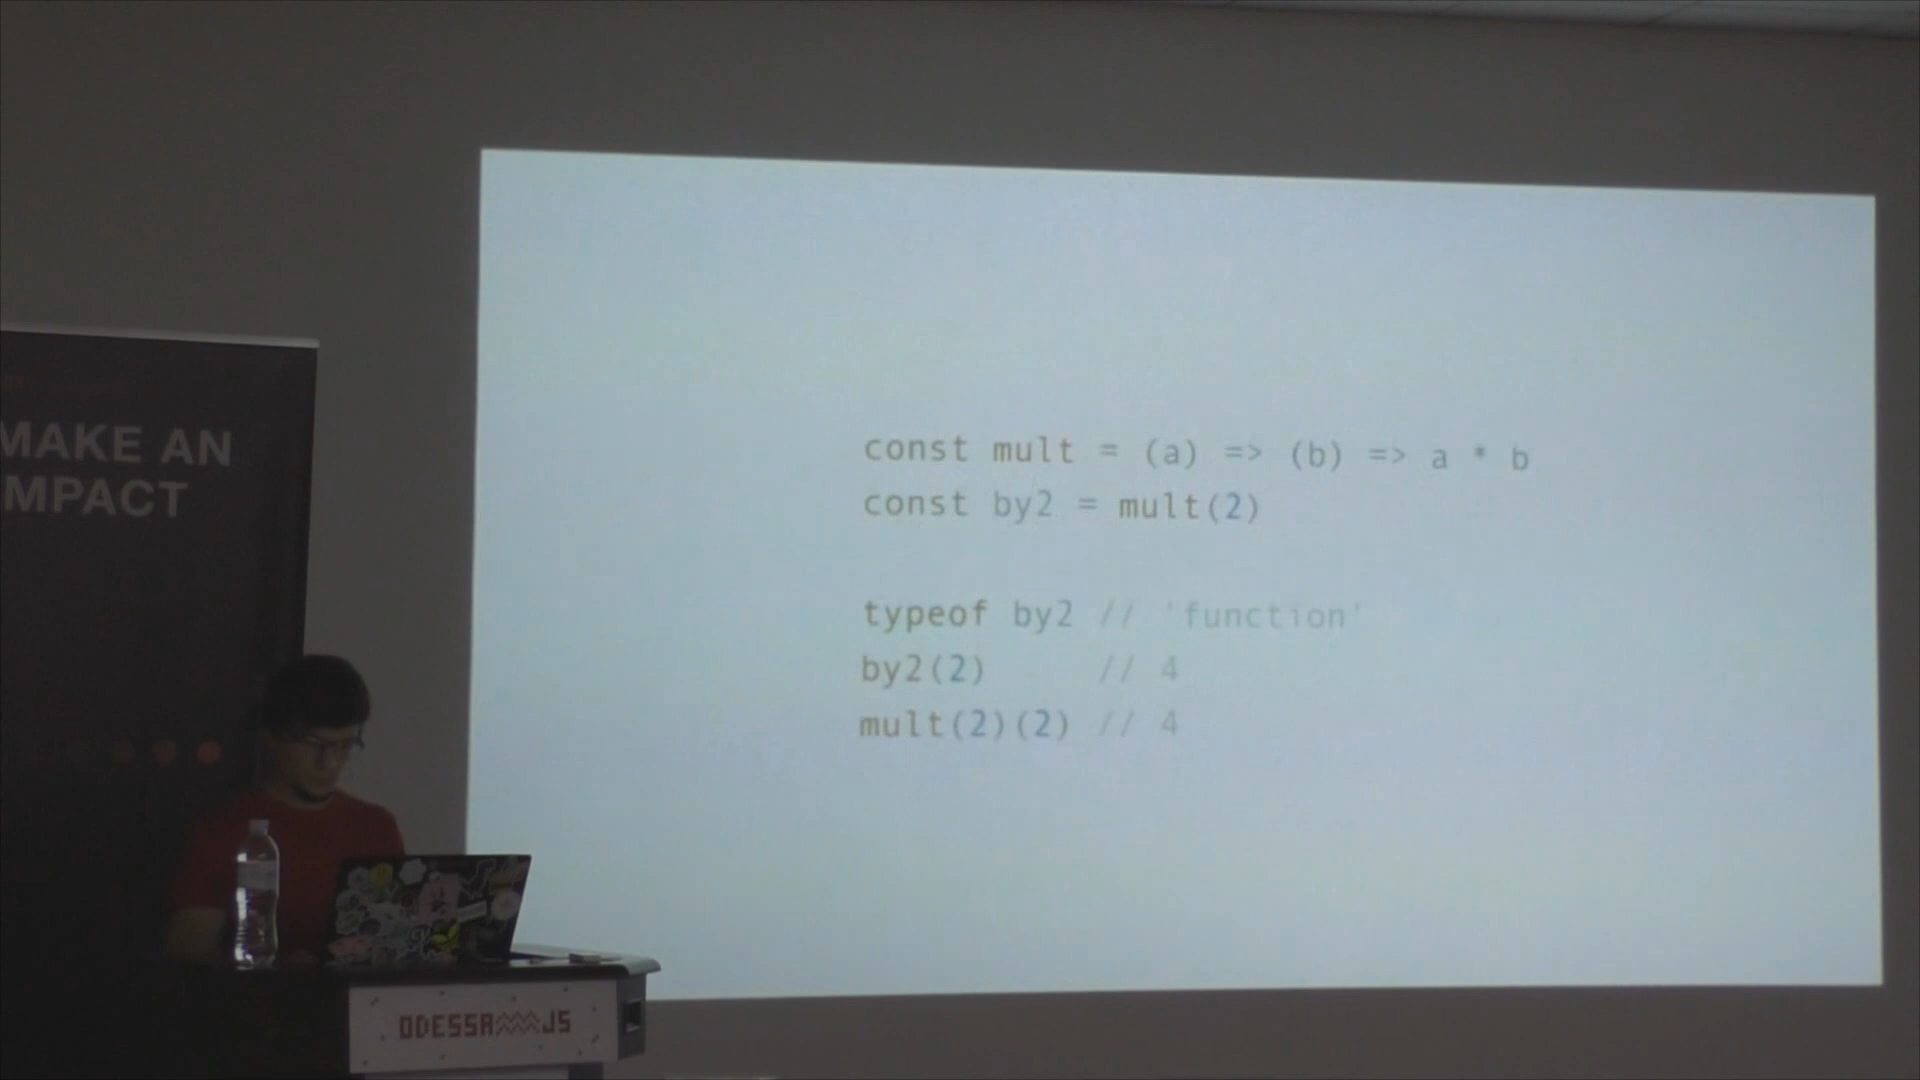 MAKE AN
MPACT
const mult = (a) => (b) => a * b
const by2 = mult(2)
typeof by2 // 'function'
by2(2) // 4
mult(2)(2) // 4
ODESSA JS